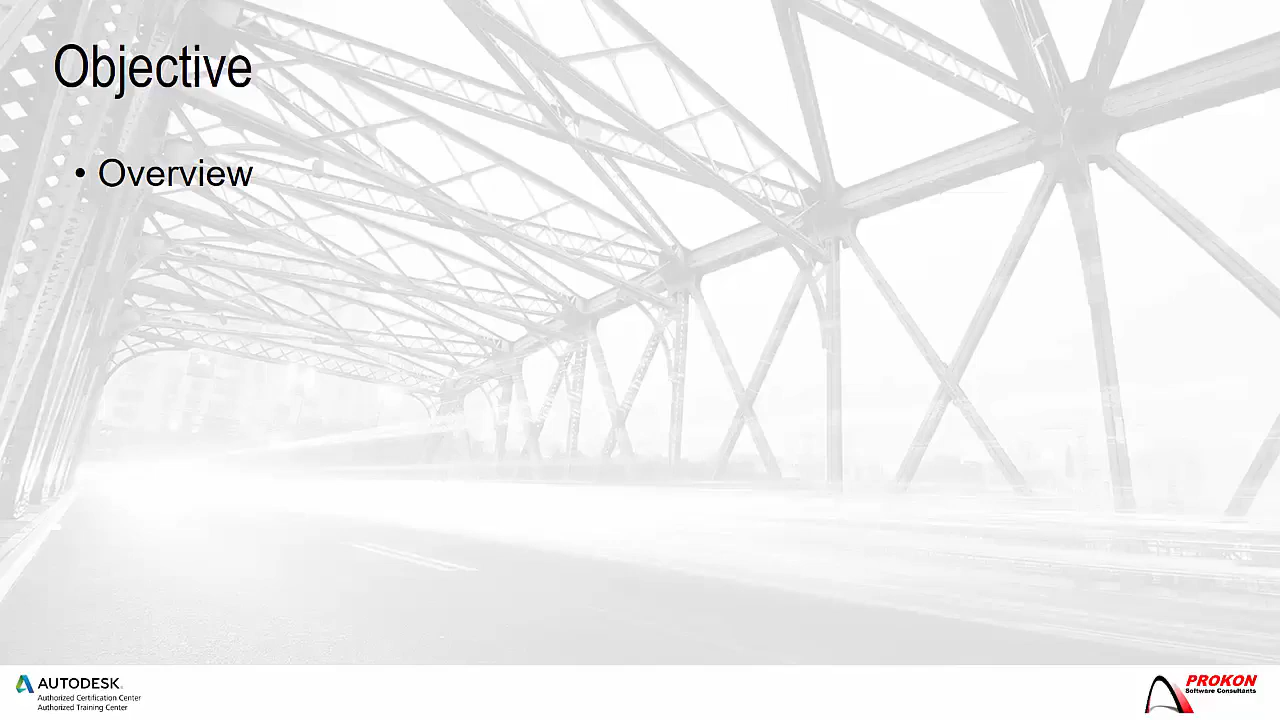 Objective
• Overview
AUTODESK.
Authorized Certification Center
Authorized Training Center
PROKON
Software Consultants